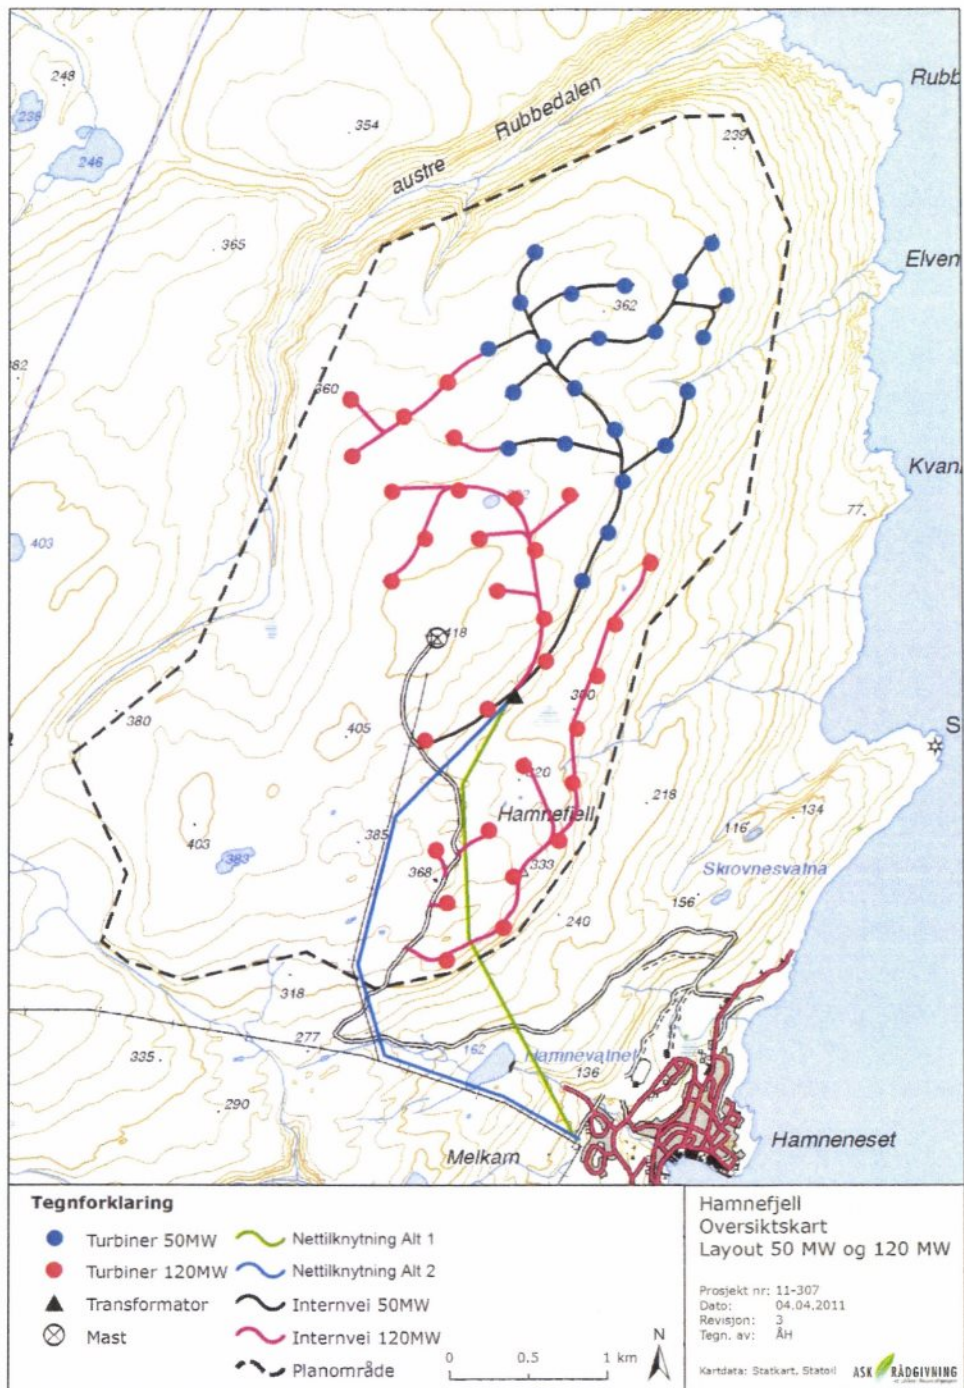 248
238
246
354
austre Rubbedalen
Rubb
239
365
Elven
362
382
360
Kvan
77
403
418
380
405
390
S
320
Hamnefjell
218
134
116
385
403
383
368
333
Skrovnesvatna
156
240
318
277
162
Hamnevatnet
335
136
290
Melkarn
Hamneneset
Tegnforklaring
Turbiner 50MW
Turbiner 120MW
Transformator
Mast
Nettilknytning Alt 1
Nettilknytning Alt 2
Internvei 50MW
Internvei 120MW
Planområde
0 0.5 1 km
N
Hamnefjell
Oversiktskart
Layout 50 MW og 120 MW
Prosjekt nr: 11-307
Dato: 04.04.2011
Revisjon: 3
Tegn. av: ÅH
Kartdata: Statkart, Statoil
ASK RÅDGIVNING